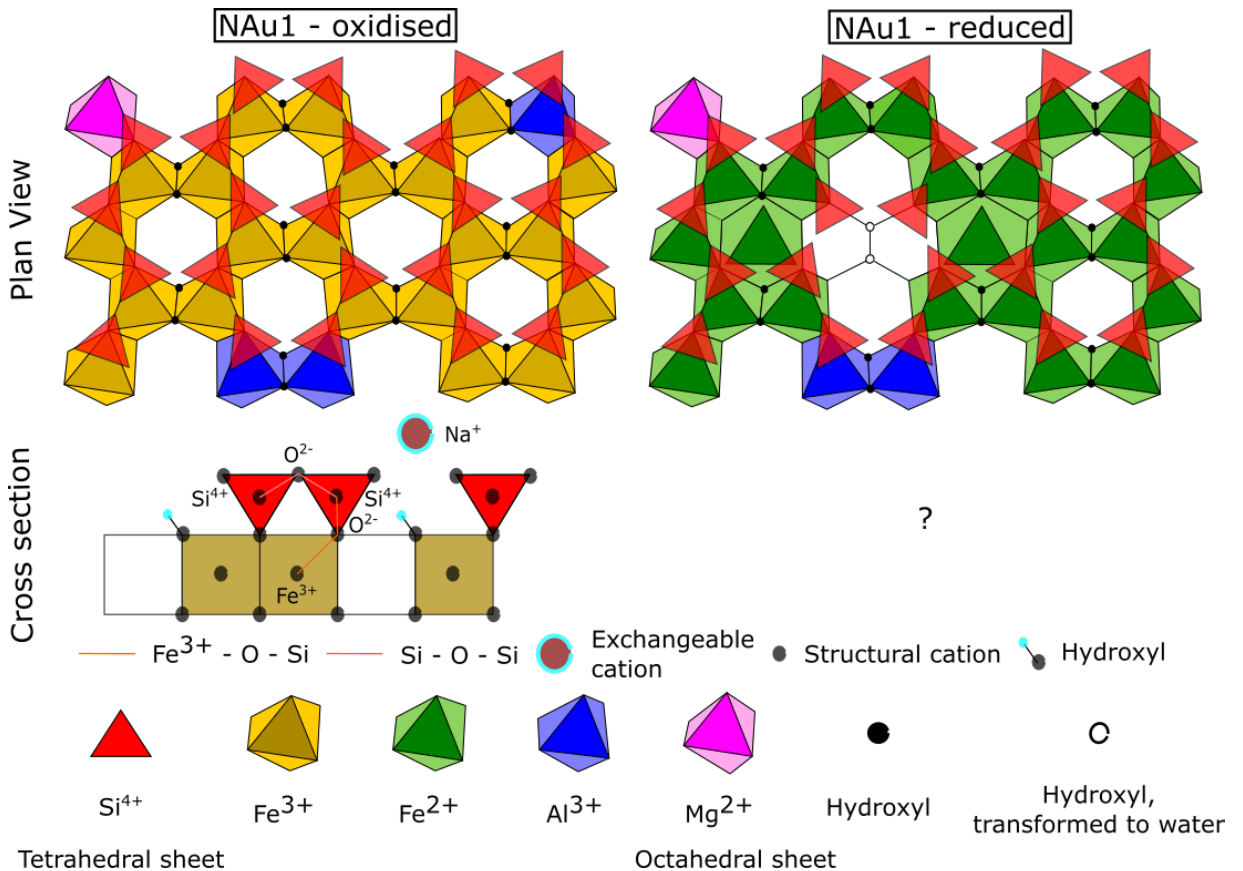 NAu1 - oxidised
NAu1 - reduced
Plan View
Cross section
Na⁺
O²⁻
Si⁴⁺
Si⁴⁺
O²⁻
Fe³⁺
?
Fe³⁺ - O - Si
Si - O - Si
Exchangeable
cation
Structural cation
Hydroxyl
Si⁴⁺
Fe³⁺
Fe²⁺
Al³⁺
Mg²⁺
Hydroxyl
Hydroxyl,
transformed to water
Tetrahedral sheet
Octahedral sheet